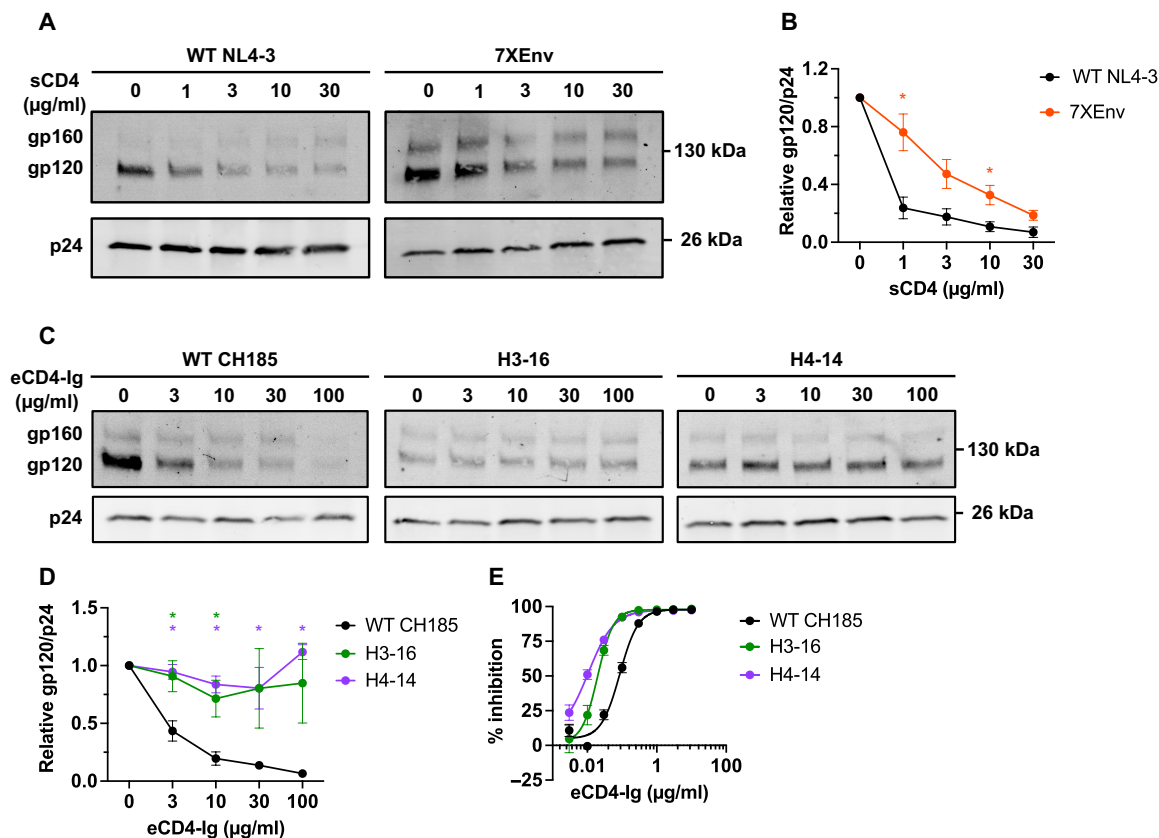 A
WT NL4-3
7XEnv
sCD4
(µg/ml)
0 1 3 10 30
0 1 3 10 30
gp160
gp120
130 kDa
p24
26 kDa
B
Relative gp120/p24
1.2
0.8
0.4
0.0
*
*
0 1 3 10 30
sCD4 (µg/ml)
WT NL4-3
7XEnv
C
WT CH185
H3-16
H4-14
eCD4-Ig
(µg/ml)
0 3 10 30 100
0 3 10 30 100
0 3 10 30 100
gp160
gp120
130 kDa
p24
26 kDa
D
Relative gp120/p24
1.5
1.0
0.5
0.0
* *
* * * *
0 3 10 30 100
eCD4-Ig (µg/ml)
WT CH185
H3-16
H4-14
E
% inhibition
100
75
50
25
0
−25
0.01 1 100
eCD4-Ig (µg/ml)
WT CH185
H3-16
H4-14